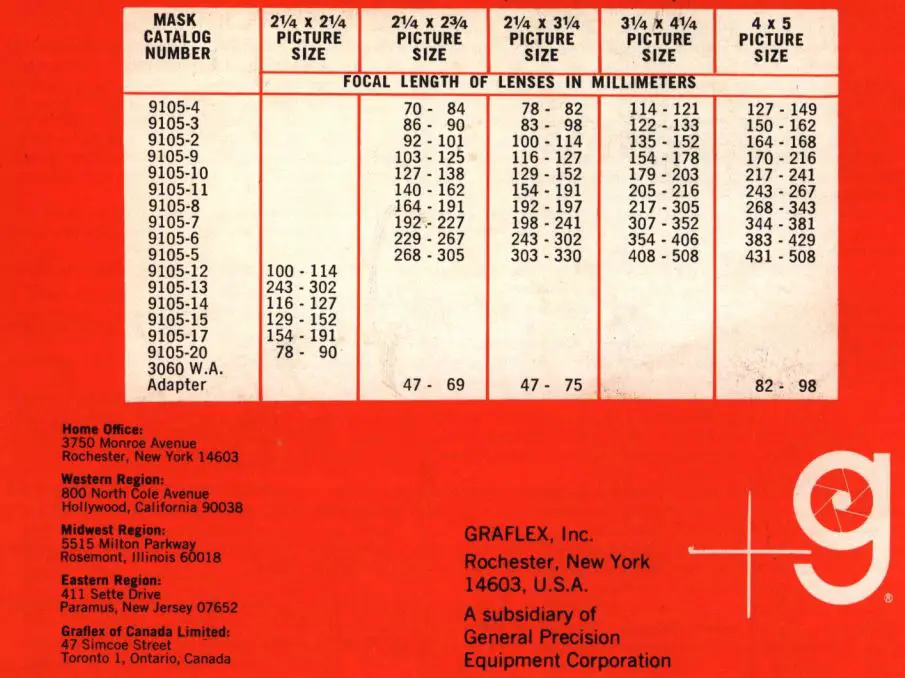 MASK CATALOG NUMBER 2¼ x 2¼ PICTURE SIZE 2¼ x 2¾ PICTURE SIZE 2¼ x 3¼ PICTURE SIZE 3¼ x 4¼ PICTURE SIZE 4 x 5 PICTURE SIZE
FOCAL LENGTH OF LENSES IN MILLIMETERS
9105-4 70 - 84 78 - 82 114 - 121 127 - 149
9105-3 86 - 90 83 - 98 122 - 133 150 - 162
9105-2 92 - 101 100 - 114 135 - 152 164 - 168
9105-9 103 - 125 116 - 127 154 - 178 170 - 216
9105-10 127 - 138 129 - 152 179 - 203 217 - 241
9105-11 140 - 162 154 - 191 205 - 216 243 - 267
9105-8 164 - 191 192 - 197 217 - 305 268 - 343
9105-7 192 - 227 198 - 241 307 - 352 344 - 381
9105-6 229 - 267 243 - 302 354 - 406 383 - 429
9105-5 268 - 305 303 - 330 408 - 508 431 - 508
9105-12 100 - 114
9105-13 243 - 302
9105-14 116 - 127
9105-15 129 - 152
9105-17 154 - 191
9105-20 78 - 90
3060 W.A.
Adapter 47 - 69 47 - 75 82 - 98
Home Office:
3750 Monroe Avenue
Rochester, New York 14603
Western Region:
800 North Cole Avenue
Hollywood, California 90038
Midwest Region:
5515 Milton Parkway
Rosemont, Illinois 60018
Eastern Region:
411 Sette Drive
Paramus, New Jersey 07652
Graflex of Canada Limited:
47 Simcoe Street
Toronto 1, Ontario, Canada
GRAFLEX, Inc.
Rochester, New York
14603, U.S.A.
A subsidiary of
General Precision
Equipment Corporation
g
®